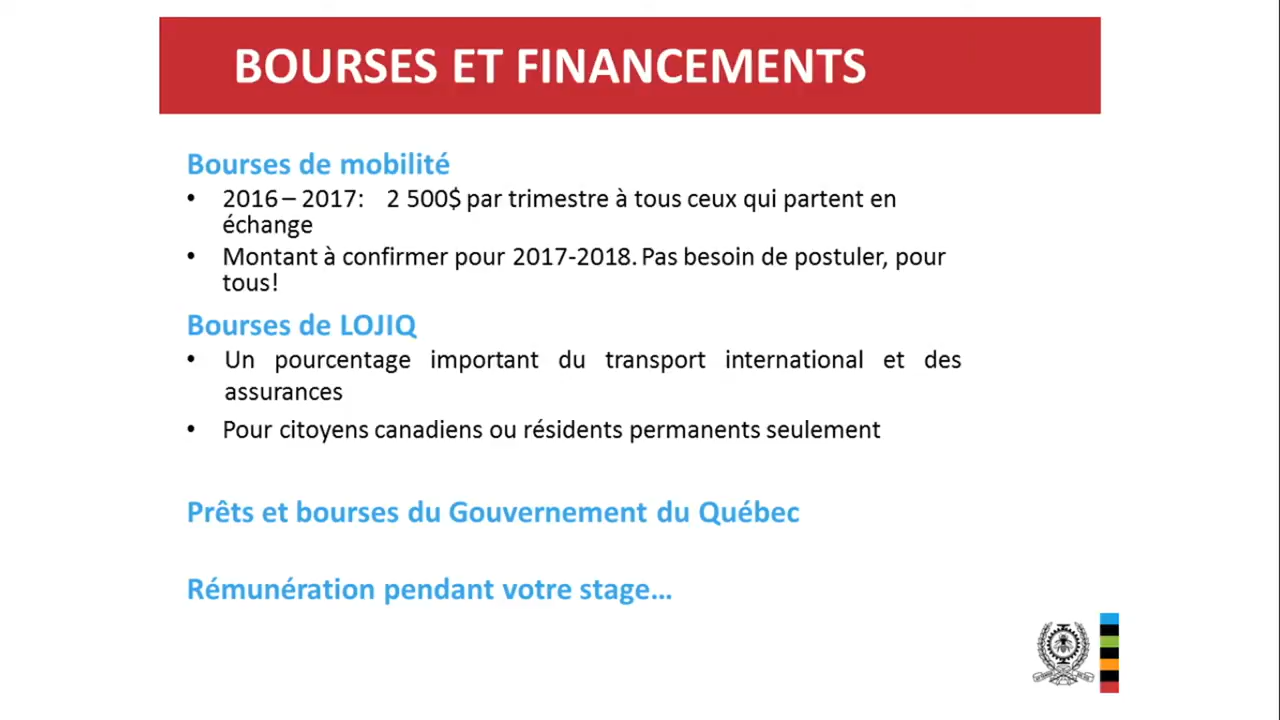 BOURSES ET FINANCEMENTS
Bourses de mobilité
• 2016 – 2017: 2 500$ par trimestre à tous ceux qui partent en
échange
• Montant à confirmer pour 2017-2018. Pas besoin de postuler, pour
tous!
Bourses de LOJIQ
• Un pourcentage important du transport international et des
assurances
• Pour citoyens canadiens ou résidents permanents seulement
Prêts et bourses du Gouvernement du Québec
Rémunération pendant votre stage…